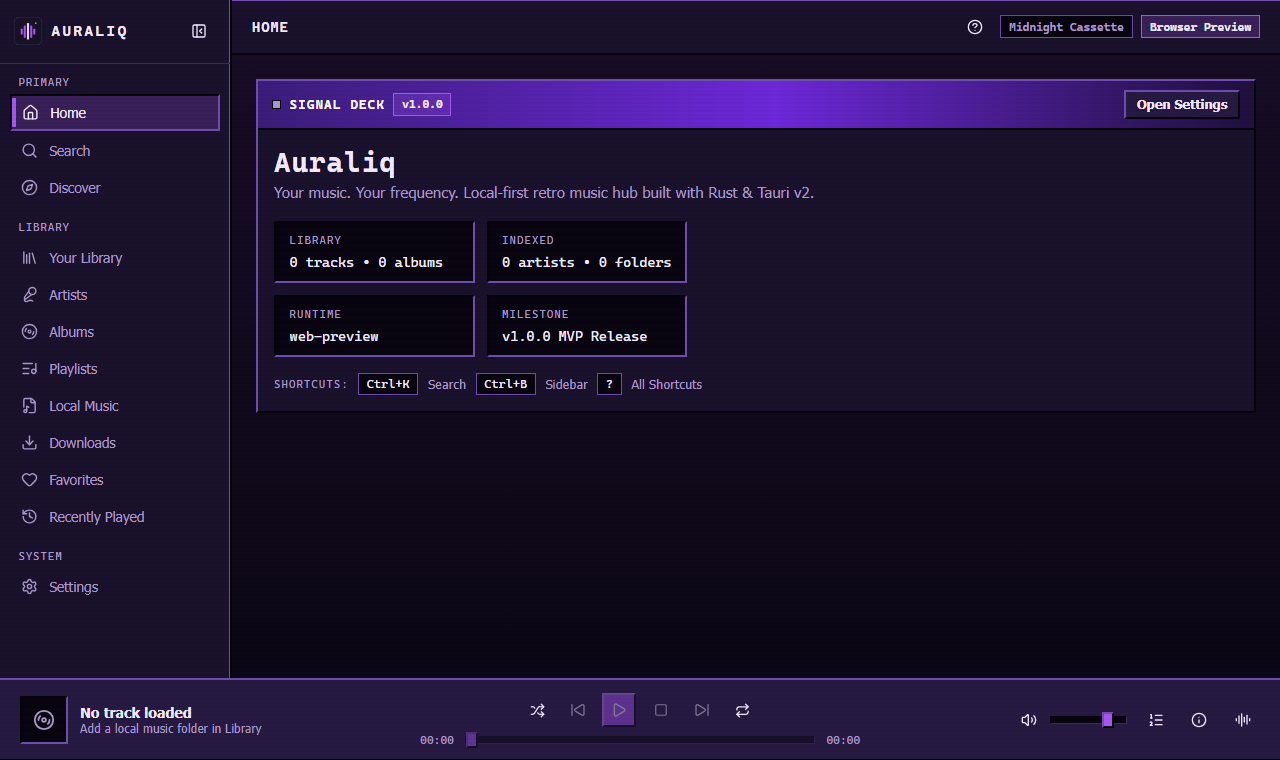 AURALIQ
PRIMARY
Home
Search
Discover
LIBRARY
Your Library
Artists
Albums
Playlists
Local Music
Downloads
Favorites
Recently Played
SYSTEM
Settings
HOME
Midnight Cassette
Browser Preview
SIGNAL DECK v1.0.0
Open Settings
Auraliq
Your music. Your frequency. Local-first retro music hub built with Rust & Tauri v2.
LIBRARY
0 tracks • 0 albums
INDEXED
0 artists • 0 folders
RUNTIME
web-preview
MILESTONE
v1.0.0 MVP Release
SHORTCUTS: Ctrl+K Search Ctrl+B Sidebar ? All Shortcuts
No track loaded
Add a local music folder in Library
00:00
00:00